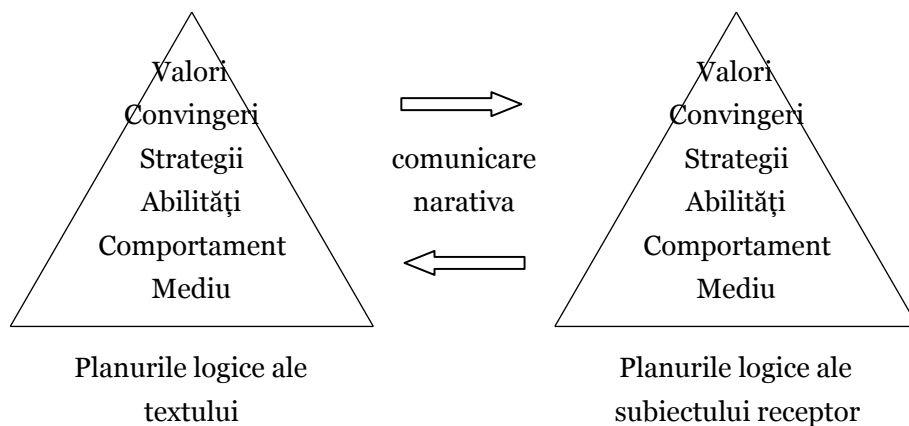 Valori
Convingeri
Strategii
Abilități
Comportament
Mediu
Planurile logice ale
textului
comunicare
narativa
Valori
Convingeri
Strategii
Abilități
Comportament
Mediu
Planurile logice ale
subiectului receptor